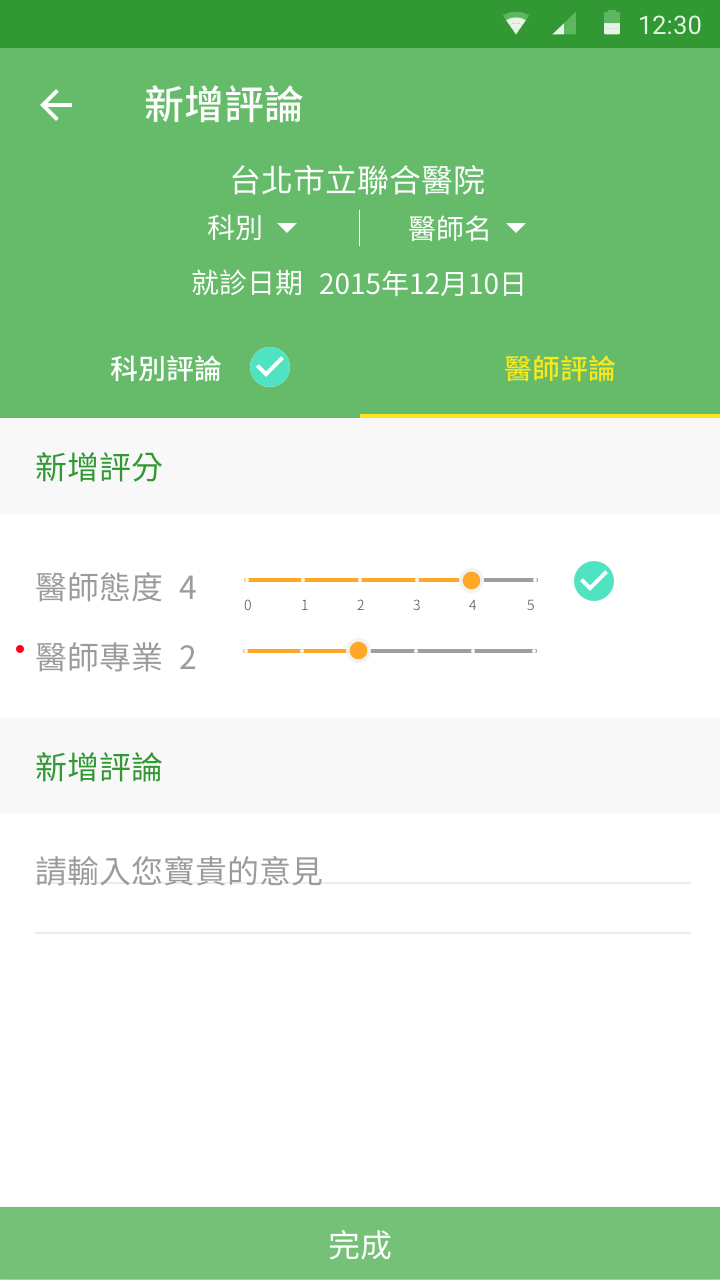 12:30
新增評論
台北市立聯合醫院
科別 醫師名
就診日期 2015年12月10日
科別評論 醫師評論
新增評分
醫師態度 4
0 1 2 3 4 5
醫師專業 2
新增評論
請輸入您寶貴的意見
完成